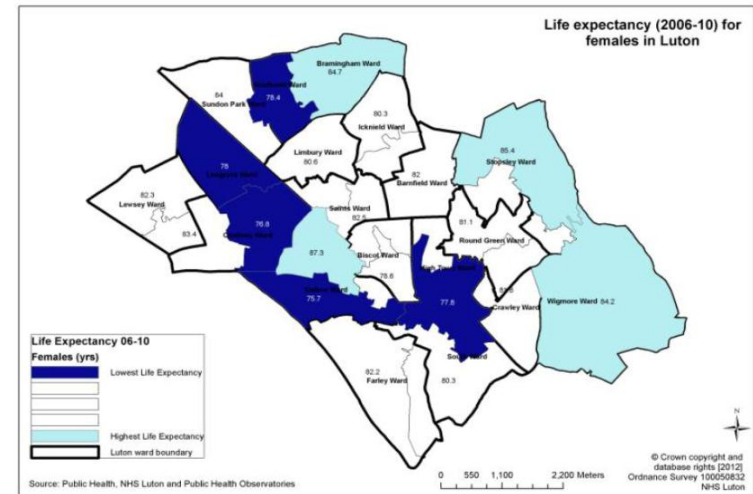 Life expectancy (2006-10) for
females in Luton
Bramingham Ward
84.7
84
Sundon Park
78.4
80.3
Icknield Ward
Limbury Ward
80.6
85.4
Stopsley Ward
78
82
Barnfield Ward
82.3
Lewsey Ward
Saints Ward
82.5
76.8
83.4
81.1
Round Green Ward
87.3
Biscot Ward
78.6
75.7
77.8
Crawley Ward
Wigmore Ward
84.2
South Ward
82.2
Farley Ward
80.3
Life Expectancy 06-10
Females (yrs)
Lowest Life Expectancy
Highest Life Expectancy
Luton ward boundary
N
Source: Public Health, NHS Luton and Public Health Observatories
0 550 1,100 2,200 Meters
© Crown copyright and
database rights [2012]
Ordnance Survey 100050832
NHS Luton